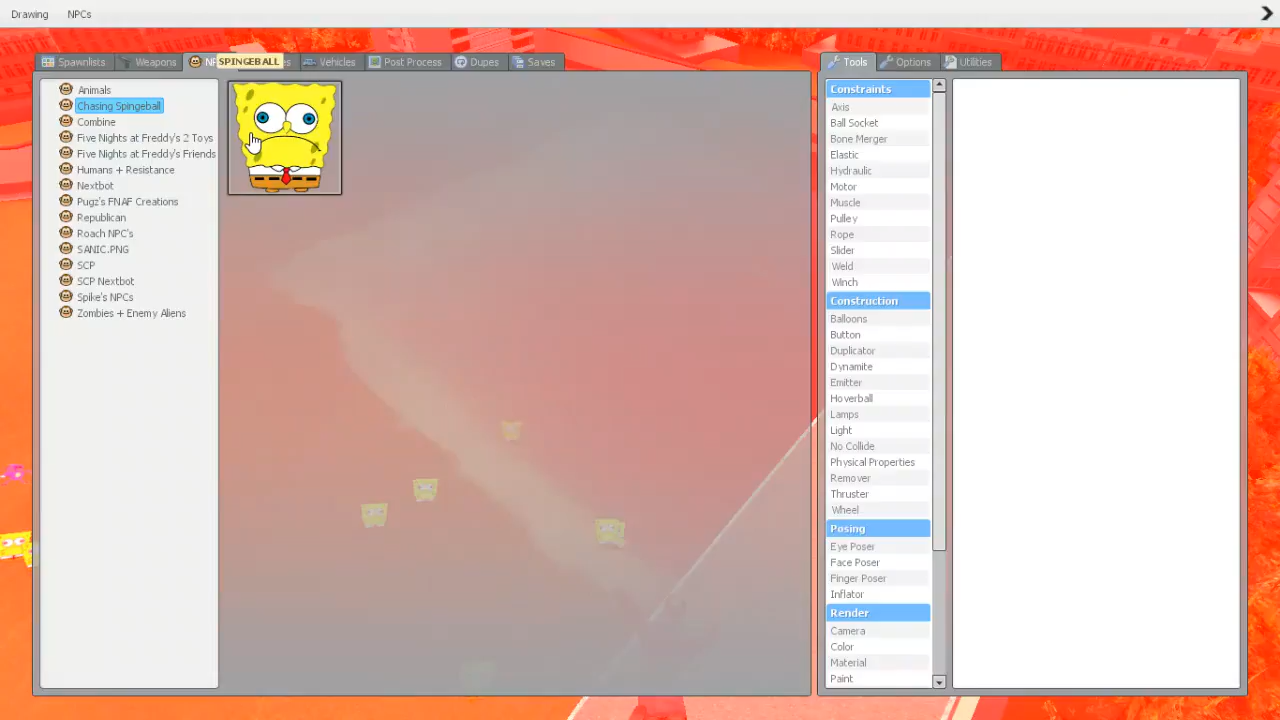 Drawing NPCs
Spawnlists Weapons NP SPINGEBALL es Vehicles Post Process Dupes Saves
Animals
Chasing Spingeball
Combine
Five Nights at Freddy's 2 Toys
Five Nights at Freddy's Friends
Humans + Resistance
Nextbot
Pugz's FNAF Creations
Republican
Roach NPC's
SANIC.PNG
SCP
SCP Nextbot
Spike's NPCs
Zombies + Enemy Aliens
Tools Options Utilities
Constraints
Axis
Ball Socket
Bone Merger
Elastic
Hydraulic
Motor
Muscle
Pulley
Rope
Slider
Weld
Winch
Construction
Balloons
Button
Duplicator
Dynamite
Emitter
Hoverball
Lamps
Light
No Collide
Physical Properties
Remover
Thruster
Wheel
Posing
Eye Poser
Face Poser
Finger Poser
Inflator
Render
Camera
Color
Material
Paint